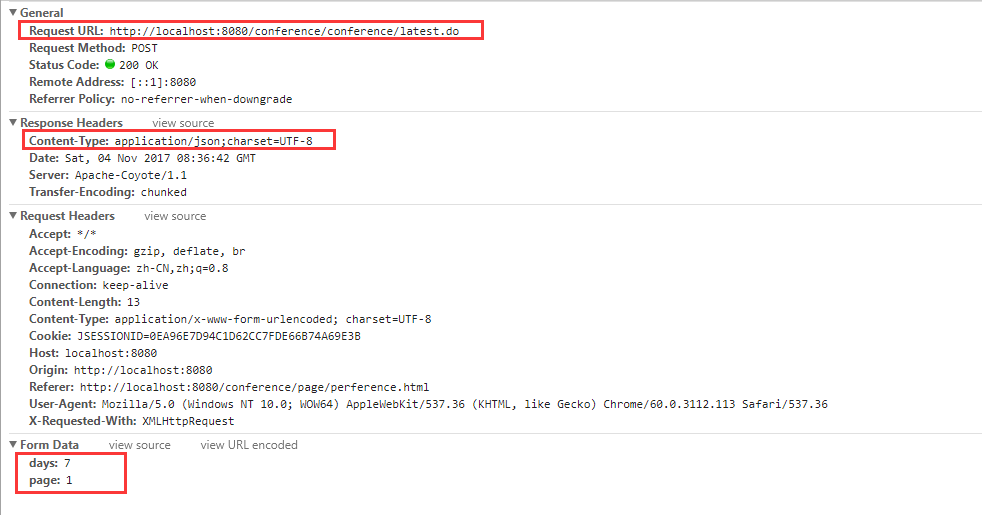 General
Request URL: http://localhost:8080/conference/conference/latest.do
Request Method: POST
Status Code: 200 OK
Remote Address: [::1]:8080
Referrer Policy: no-referrer-when-downgrade
Response Headers view source
Content-Type: application/json;charset=UTF-8
Date: Sat, 04 Nov 2017 08:36:42 GMT
Server: Apache-Coyote/1.1
Transfer-Encoding: chunked
Request Headers view source
Accept: */*
Accept-Encoding: gzip, deflate, br
Accept-Language: zh-CN,zh;q=0.8
Connection: keep-alive
Content-Length: 13
Content-Type: application/x-www-form-urlencoded; charset=UTF-8
Cookie: JSESSIONID=0EA96E7D94C1D62CC7FDE66B74A69E3B
Host: localhost:8080
Origin: http://localhost:8080
Referer: http://localhost:8080/conference/page/perference.html
User-Agent: Mozilla/5.0 (Windows NT 10.0; WOW64) AppleWebKit/537.36 (KHTML, like Gecko) Chrome/60.0.3112.113 Safari/537.36
X-Requested-With: XMLHttpRequest
Form Data view source view URL encoded
days: 7
page: 1